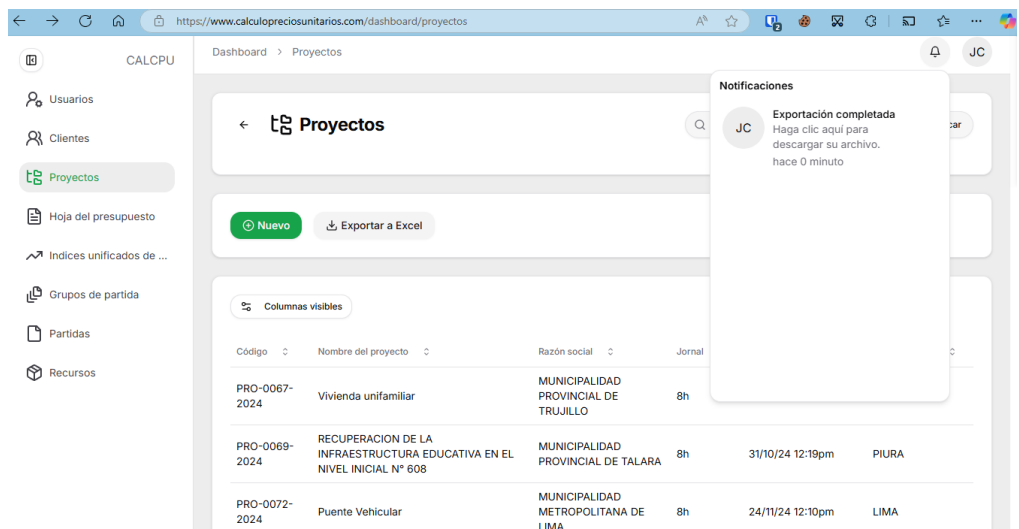 https://www.calculopreciosunitarios.com/dashboard/proyectos
2
CALCPU
Dashboard > Proyectos
JC
Usuarios
Clientes
Proyectos
Hoja del presupuesto
Indices unificados de ...
Grupos de partida
Partidas
Recursos
Proyectos
car
Nuevo
Exportar a Excel
Notificaciones
JC
Exportación completada
Haga clic aquí para
descargar su archivo.
hace 0 minuto
Columnas visibles
Código Nombre del proyecto Razón social Jornal
PRO-0067-
2024
Vivienda unifamiliar
MUNICIPALIDAD
PROVINCIAL DE
TRUJILLO
8h
PRO-0069-
2024
RECUPERACION DE LA
INFRAESTRUCTURA EDUCATIVA EN EL
NIVEL INICIAL N° 608
MUNICIPALIDAD
PROVINCIAL DE TALARA
8h
31/10/24 12:19pm
PIURA
PRO-0072-
2024
Puente Vehicular
MUNICIPALIDAD
METROPOLITANA DE
LIMA
8h
24/11/24 12:10pm
LIMA